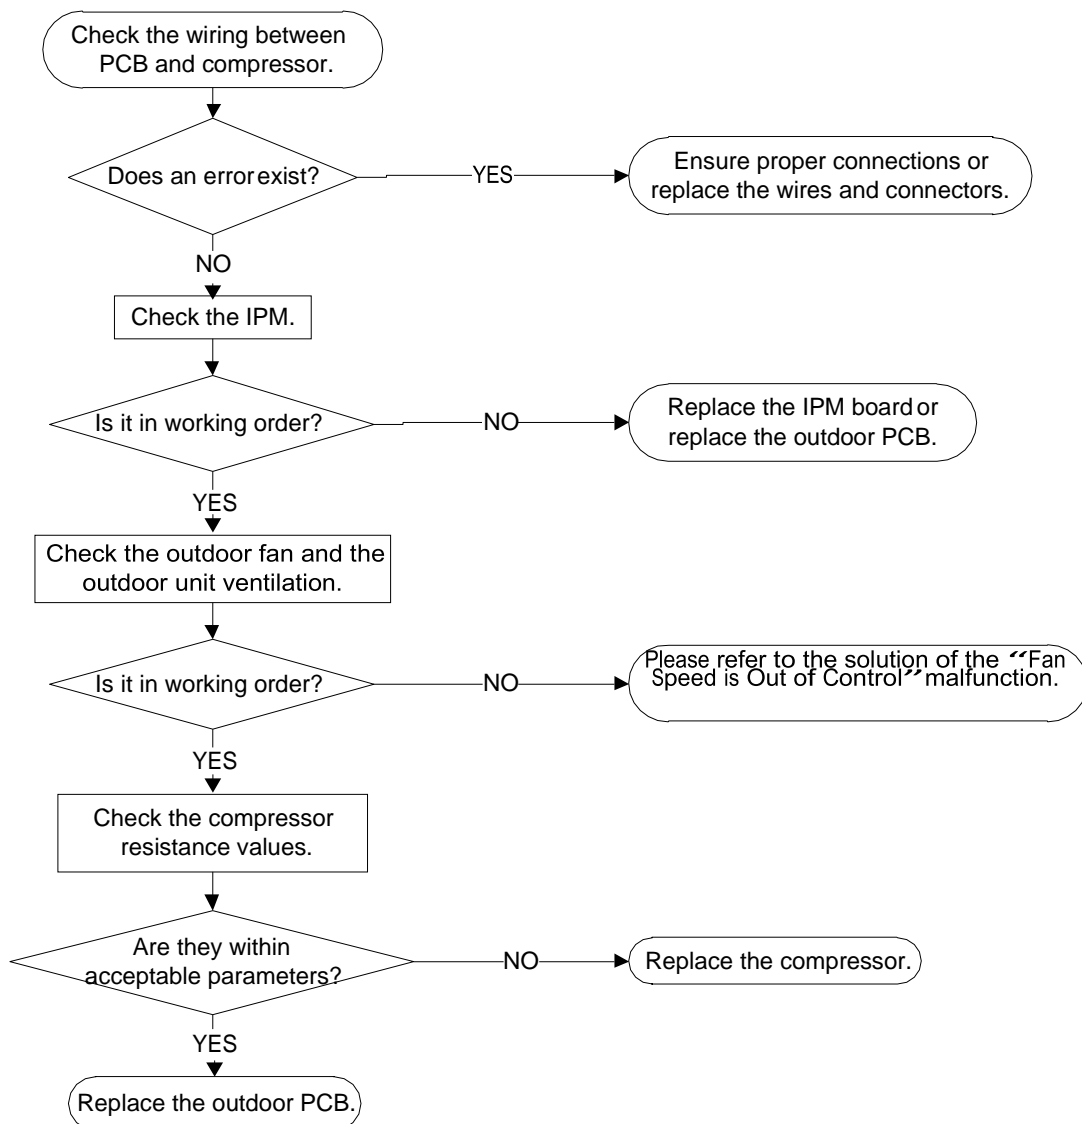 Check the wiring between
PCB and compressor.
Does an error exist?
YES
Ensure proper connections or
replace the wires and connectors.
NO
Check the IPM.
Is it in working order?
NO
Replace the IPM board or
replace the outdoor PCB.
YES
Check the outdoor fan and the
outdoor unit ventilation.
Is it in working order?
NO
Please refer to the solution of the “Fan
Speed is Out of Control” malfunction.
YES
Check the compressor
resistance values.
Are they within
acceptable parameters?
NO
Replace the compressor.
YES
Replace the outdoor PCB.